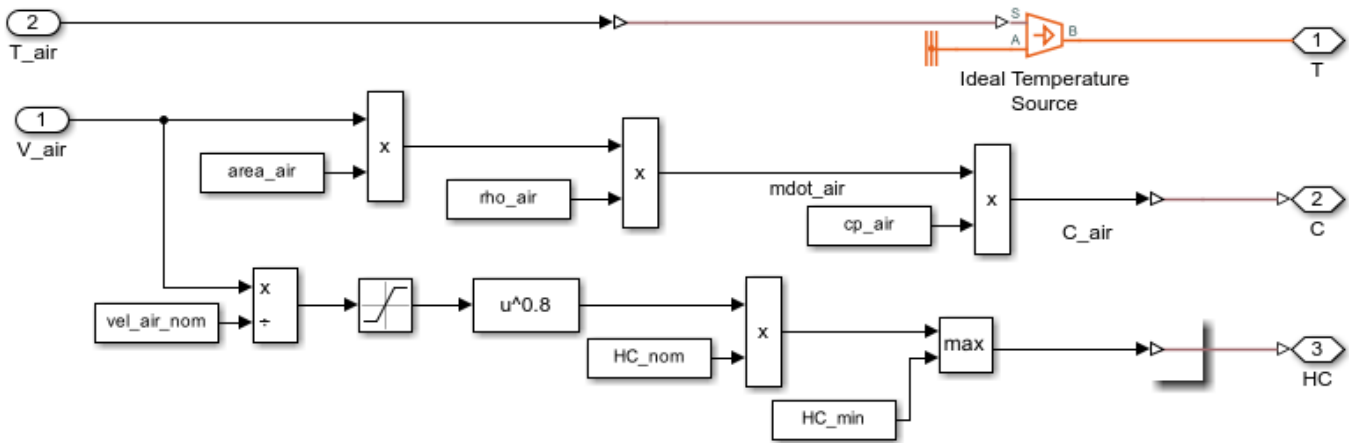 2
T_air
S
A
B
Ideal Temperature
Source
1
T
1
V_air
area_air
x
rho_air
x
mdot_air
cp_air
x
C_air
2
C
vel_air_nom
x
÷
u^0.8
HC_nom
x
HC_min
max
3
HC